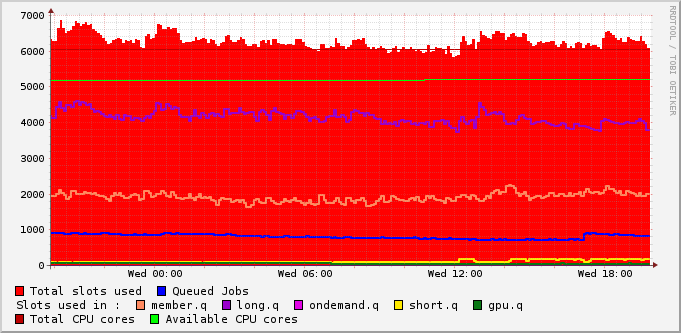 7000
6000
5000
4000
3000
2000
1000
0
Wed 00:00 Wed 06:00 Wed 12:00 Wed 18:00
Total slots used Queued Jobs
Slots used in : member.q long.q ondemand.q short.q gpu.q
Total CPU cores Available CPU cores
RRDTOOL / TOBI OETIKER